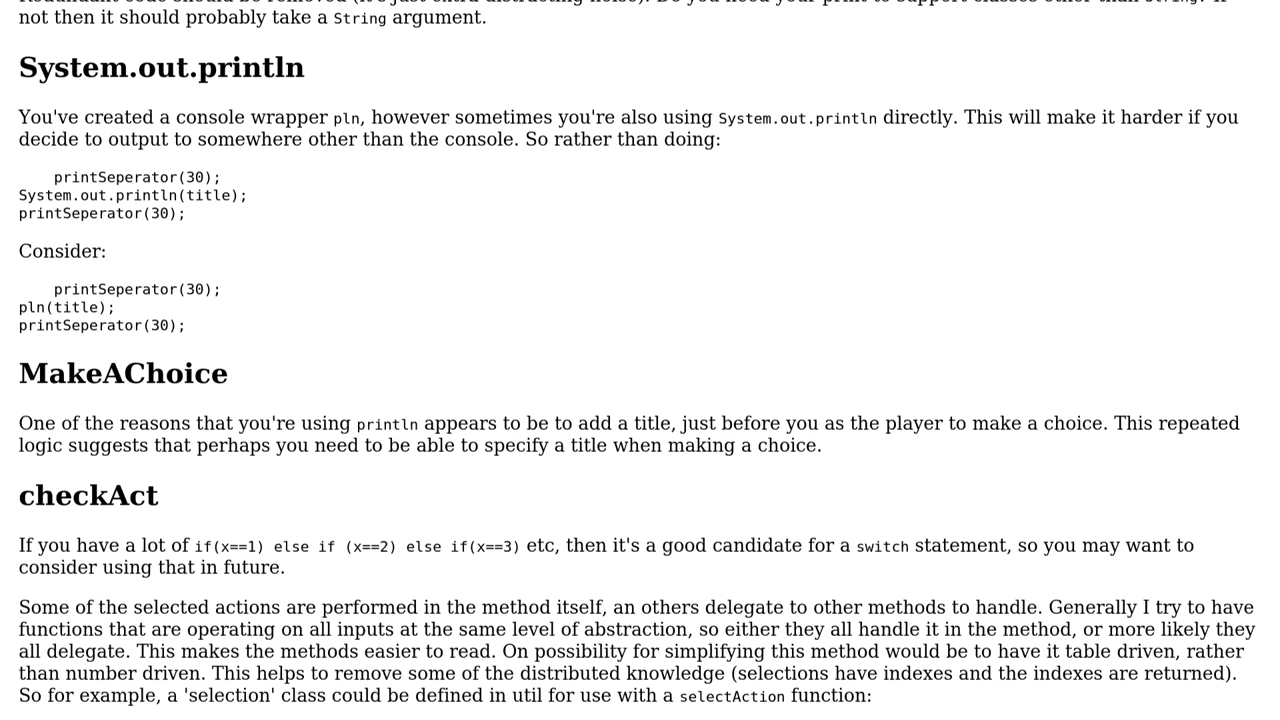 not then it should probably take a String argument.
System.out.println
You've created a console wrapper pln, however sometimes you're also using System.out.println directly. This will make it harder if you
decide to output to somewhere other than the console. So rather than doing:
printSeperator(30);
System.out.println(title);
printSeperator(30);
Consider:
printSeperator(30);
pln(title);
printSeperator(30);
MakeAChoice
One of the reasons that you're using println appears to be to add a title, just before you as the player to make a choice. This repeated
logic suggests that perhaps you need to be able to specify a title when making a choice.
checkAct
If you have a lot of if(x==1) else if (x==2) else if(x==3) etc, then it's a good candidate for a switch statement, so you may want to
consider using that in future.
Some of the selected actions are performed in the method itself, an others delegate to other methods to handle. Generally I try to have
functions that are operating on all inputs at the same level of abstraction, so either they all handle it in the method, or more likely they
all delegate. This makes the methods easier to read. On possibility for simplifying this method would be to have it table driven, rather
than number driven. This helps to remove some of the distributed knowledge (selections have indexes and the indexes are returned).
So for example, a 'selection' class could be defined in util for use with a selectAction function: